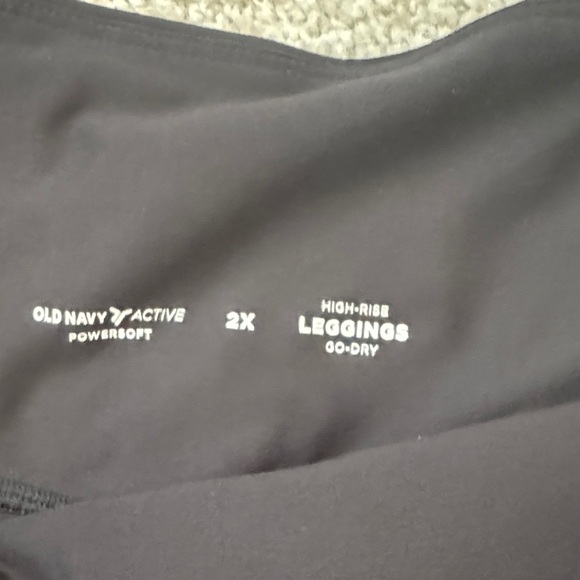 OLD NAVY ACTIVE
POWERSOFT
2X
HIGH-RISE
LEGGINGS
GO-DRY